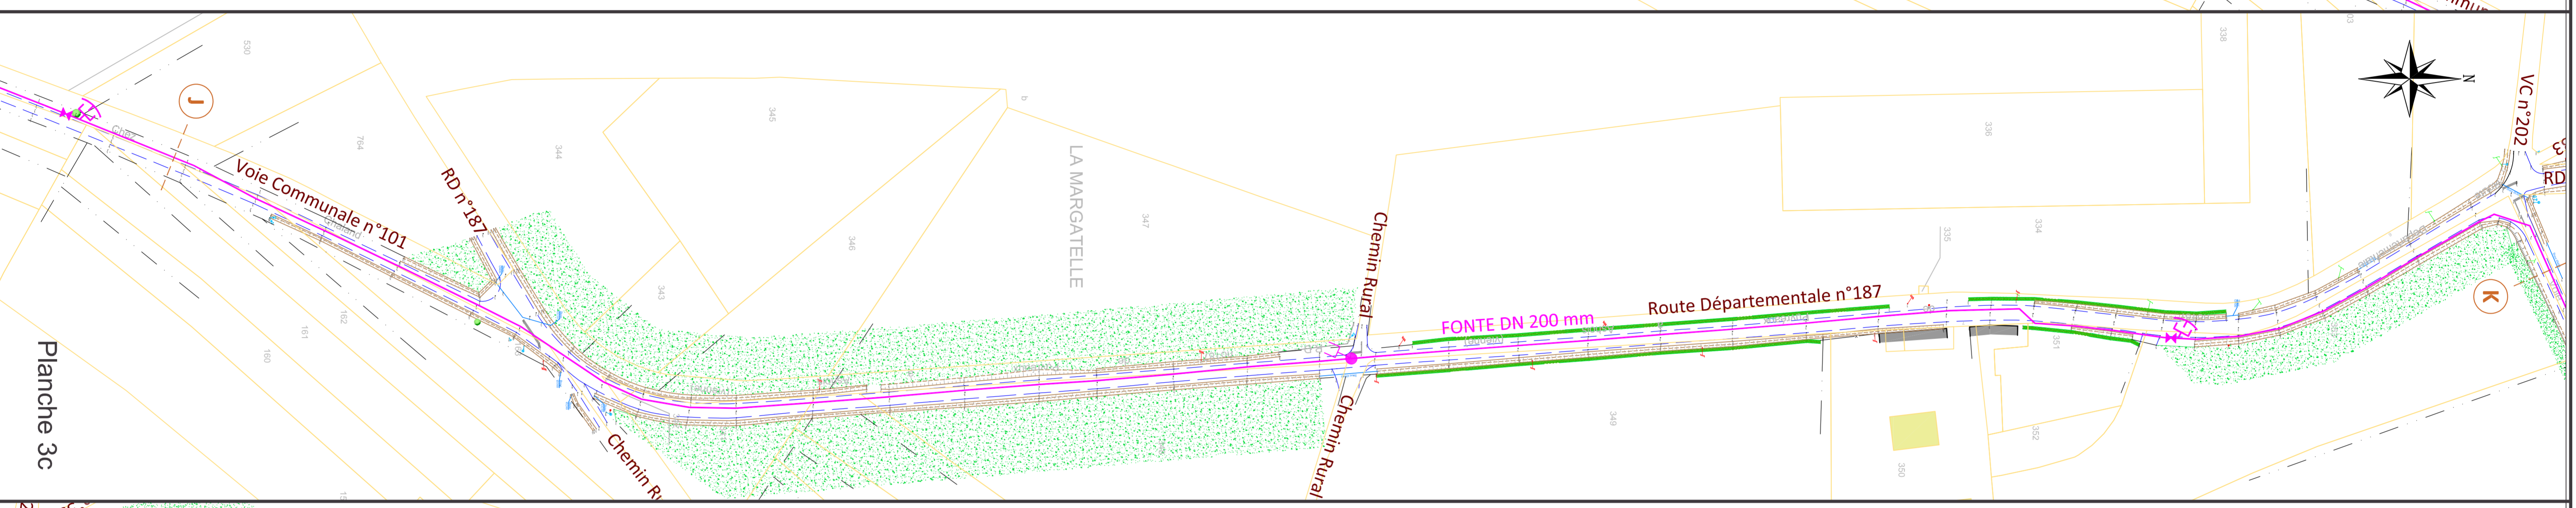 530
J
764
Voie Communale n°101
Chaland
RD n°187
344
345
343
346
LA MARGATELLE
b
347
Chemin Rural
Chemin Rural
FONTE DN 200 mm
Route Départementale n°187
336
335
334
338
03
N
VC n°202
RD
K
349
350
351
352
162
161
160
Planche 3c